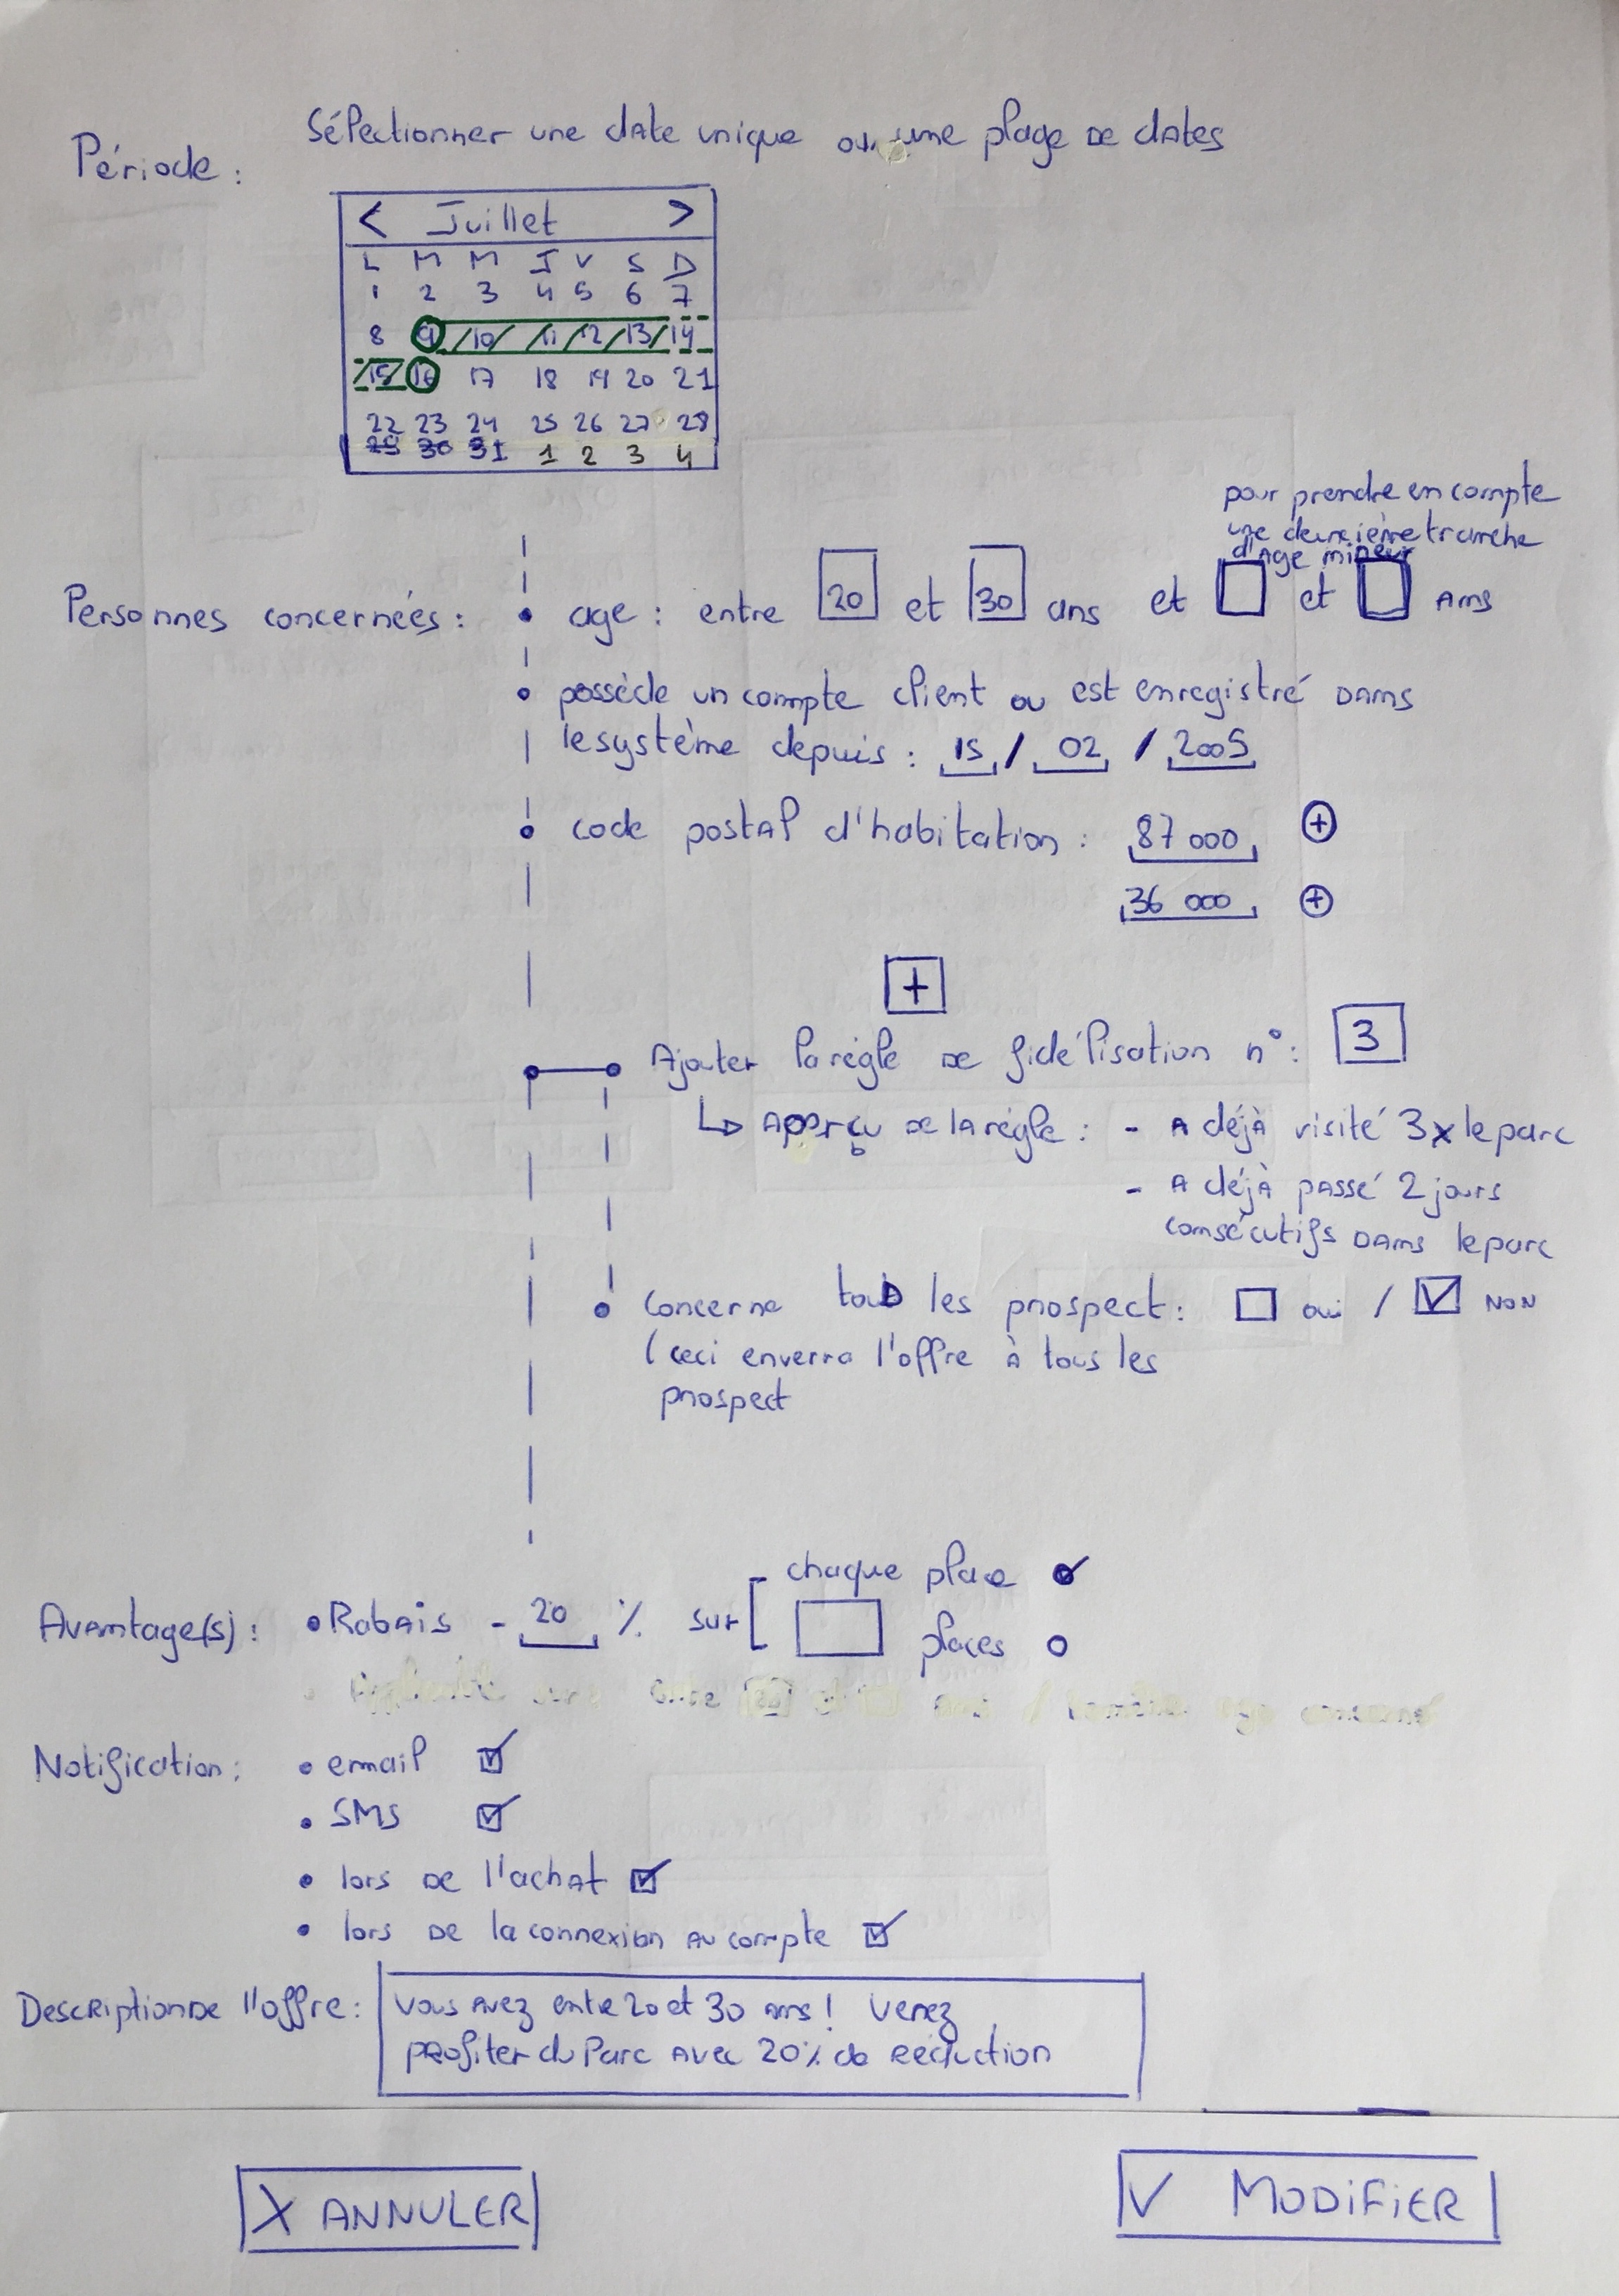 Sélectionner une date unique ou une plage de dates
Période :
< Juillet >
L M M J V S D
1 2 3 4 5 6 7
8 9 10 11 12 13 14
15 16 17 18 19 20 21
22 23 24 25 26 27 28
29 30 31 1 2 3 4
pour prendre en compte
une deuxième tranche
d'age mineur
Personnes concernées : • age : entre 20 et 30 ans et et ans
• possède un compte client ou est enregistré dans
le système depuis : 15 / 02 / 2005
• code postal d'habitation : 87 000 +
36 000 +
+
Ajouter la règle de fidélisation n° : 3
↳ Aperçu de la règle : - a déjà visité 3x le parc
- a déjà passé 2 jours
consécutifs dans le parc
• Concerne les prospect : oui / ☑ NON
(ceci enverra l'offre à tous les
prospect
chaque place
Avantage(s) : • Rabais - 20 % sur
places
Notification : • email ☑
• SMS ☑
• lors de l'achat ☑
• lors de la connexion au compte ☑
Description de l'offre : Vous avez entre 20 et 30 ans ! Venez
profiter du Parc avec 20% de réduction
X ANNULER
V MODIFIER